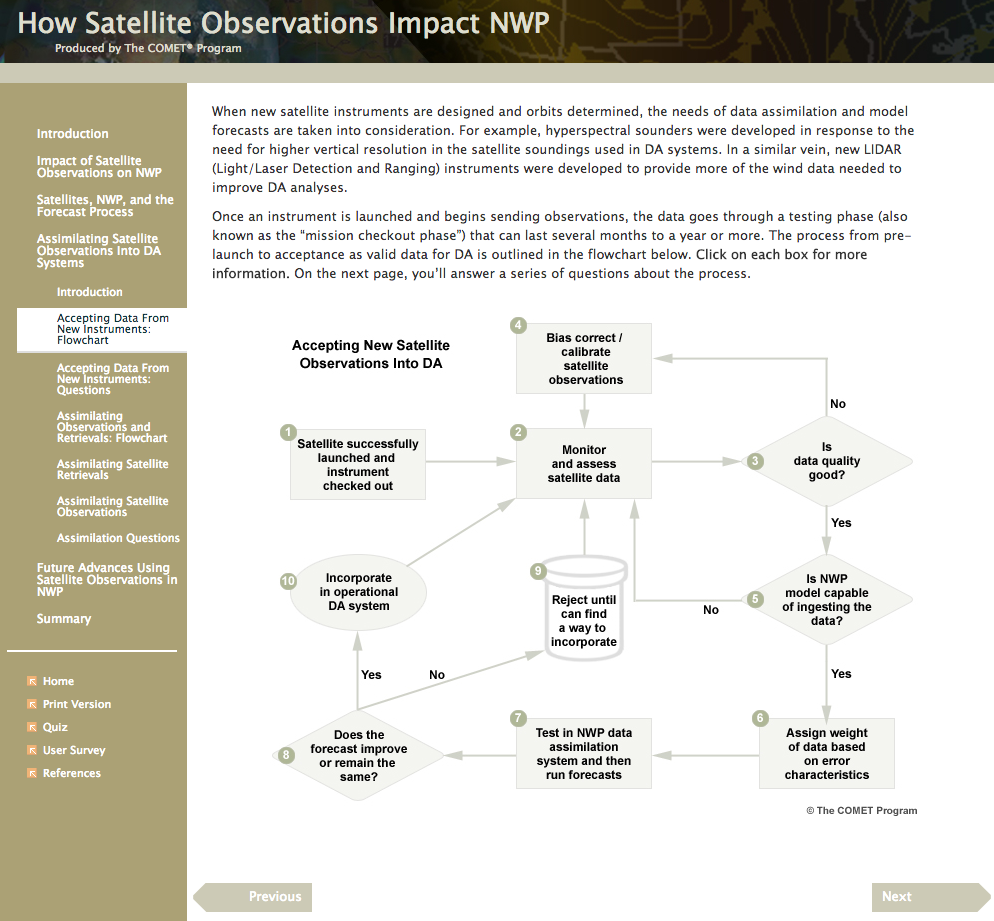 How Satellite Observations Impact NWP
Produced by The COMET® Program
Introduction
Impact of Satellite
Observations on NWP
Satellites, NWP, and the
Forecast Process
Assimilating Satellite
Observations Into DA
Systems
Introduction
Accepting Data From
New Instruments:
Flowchart
Accepting Data From
New Instruments:
Questions
Assimilating
Observations and
Retrievals: Flowchart
Assimilating Satellite
Retrievals
Assimilating Satellite
Observations
Assimilation Questions
Future Advances Using
Satellite Observations in
NWP
Summary
Home
Print Version
Quiz
User Survey
References
When new satellite instruments are designed and orbits determined, the needs of data assimilation and model
forecasts are taken into consideration. For example, hyperspectral sounders were developed in response to the
need for higher vertical resolution in the satellite soundings used in DA systems. In a similar vein, new LIDAR
(Light/Laser Detection and Ranging) instruments were developed to provide more of the wind data needed to
improve DA analyses.
Once an instrument is launched and begins sending observations, the data goes through a testing phase (also
known as the “mission checkout phase”) that can last several months to a year or more. The process from pre-
launch to acceptance as valid data for DA is outlined in the flowchart below. Click on each box for more
information. On the next page, you’ll answer a series of questions about the process.
Accepting New Satellite
Observations Into DA
1
Satellite successfully
launched and
instrument
checked out
2
Monitor
and assess
satellite data
3
Is
data quality
good?
No
Yes
4
Bias correct /
calibrate
satellite
observations
5
Is NWP
model capable
of ingesting the
data?
No
Yes
6
Assign weight
of data based
on error
characteristics
7
Test in NWP data
assimilation
system and then
run forecasts
8
Does the
forecast improve
or remain the
same?
Yes
No
9
Reject until
can find
a way to
incorporate
10
Incorporate
in operational
DA system
© The COMET Program
Previous
Next